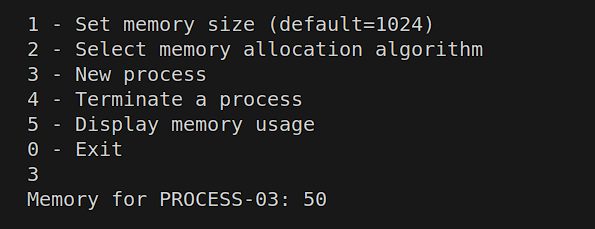 1 - Set memory size (default=1024)
2 - Select memory allocation algorithm
3 - New process
4 - Terminate a process
5 - Display memory usage
0 - Exit
3
Memory for PROCESS-03: 50